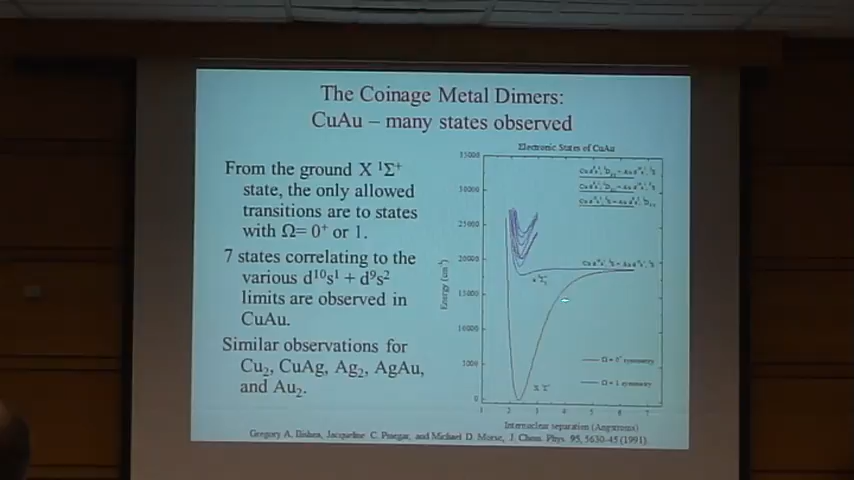 The Coinage Metal Dimers:
CuAu – many states observed
From the ground X ¹Σ⁺
state, the only allowed
transitions are to states
with Ω= 0⁺ or 1.
7 states correlating to the
various d¹⁰s¹ + d⁹s²
limits are observed in
CuAu.
Similar observations for
Cu₂, CuAg, Ag₂, AgAu,
and Au₂.
Electronic States of CuAu
35000
30000
25000
20000
15000
10000
5000
0
Energy (cm⁻¹)
1 2 3 4 5 6 7
Internuclear separation (Angstroms)
X ¹Σ⁺
Ω = 0⁺ symmetry
Ω = 1 symmetry
Gregory A. Bishea, Jacqueline C. Pinegar, and Michael D. Morse, J. Chem. Phys. 95, 5630-45 (1991)